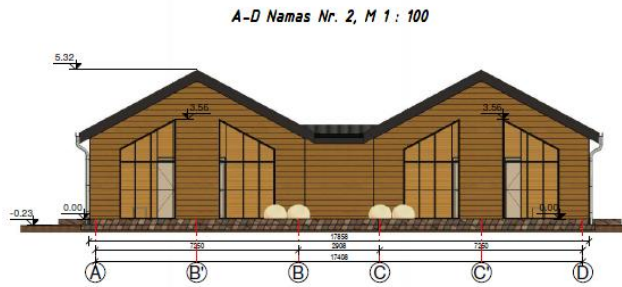 A-D Namas Nr. 2, M 1 : 100
5.32
3.56 3.56
0.00 0.00
-0.23
17858
7250 2908 7250
17408
A B' B C C' D